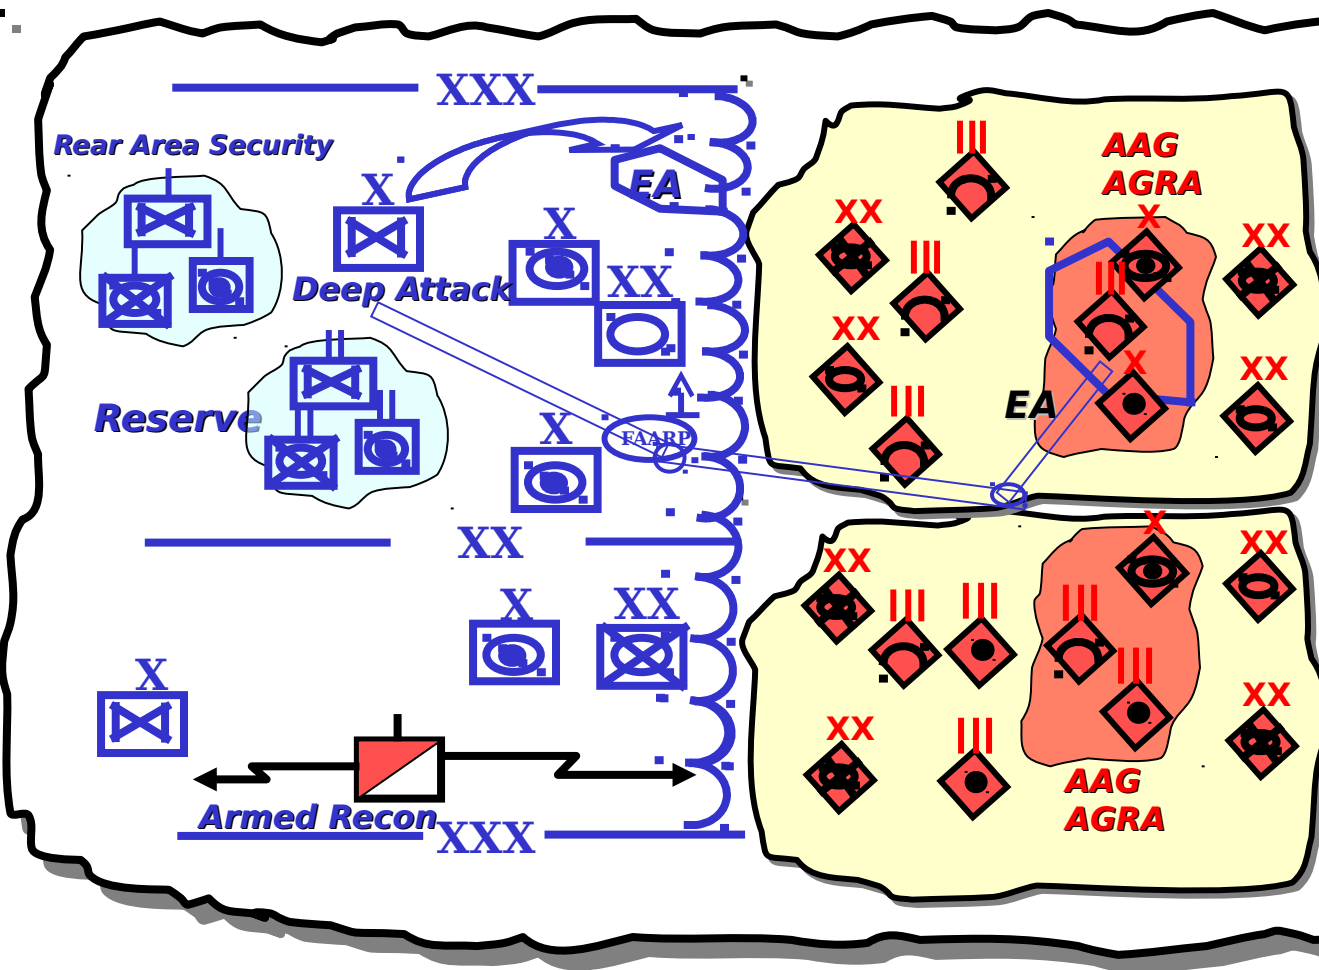 XXX
Rear Area Security
AAG
AGRA
X
EA
X
XX
X
XX
XX
Deep Attack
XX
XX
XX
X
EA
Reserve
X
FAARP
XX
X
XX
XX
X
XX
X
XX
XX
AAG
AGRA
Armed Recon
XXX